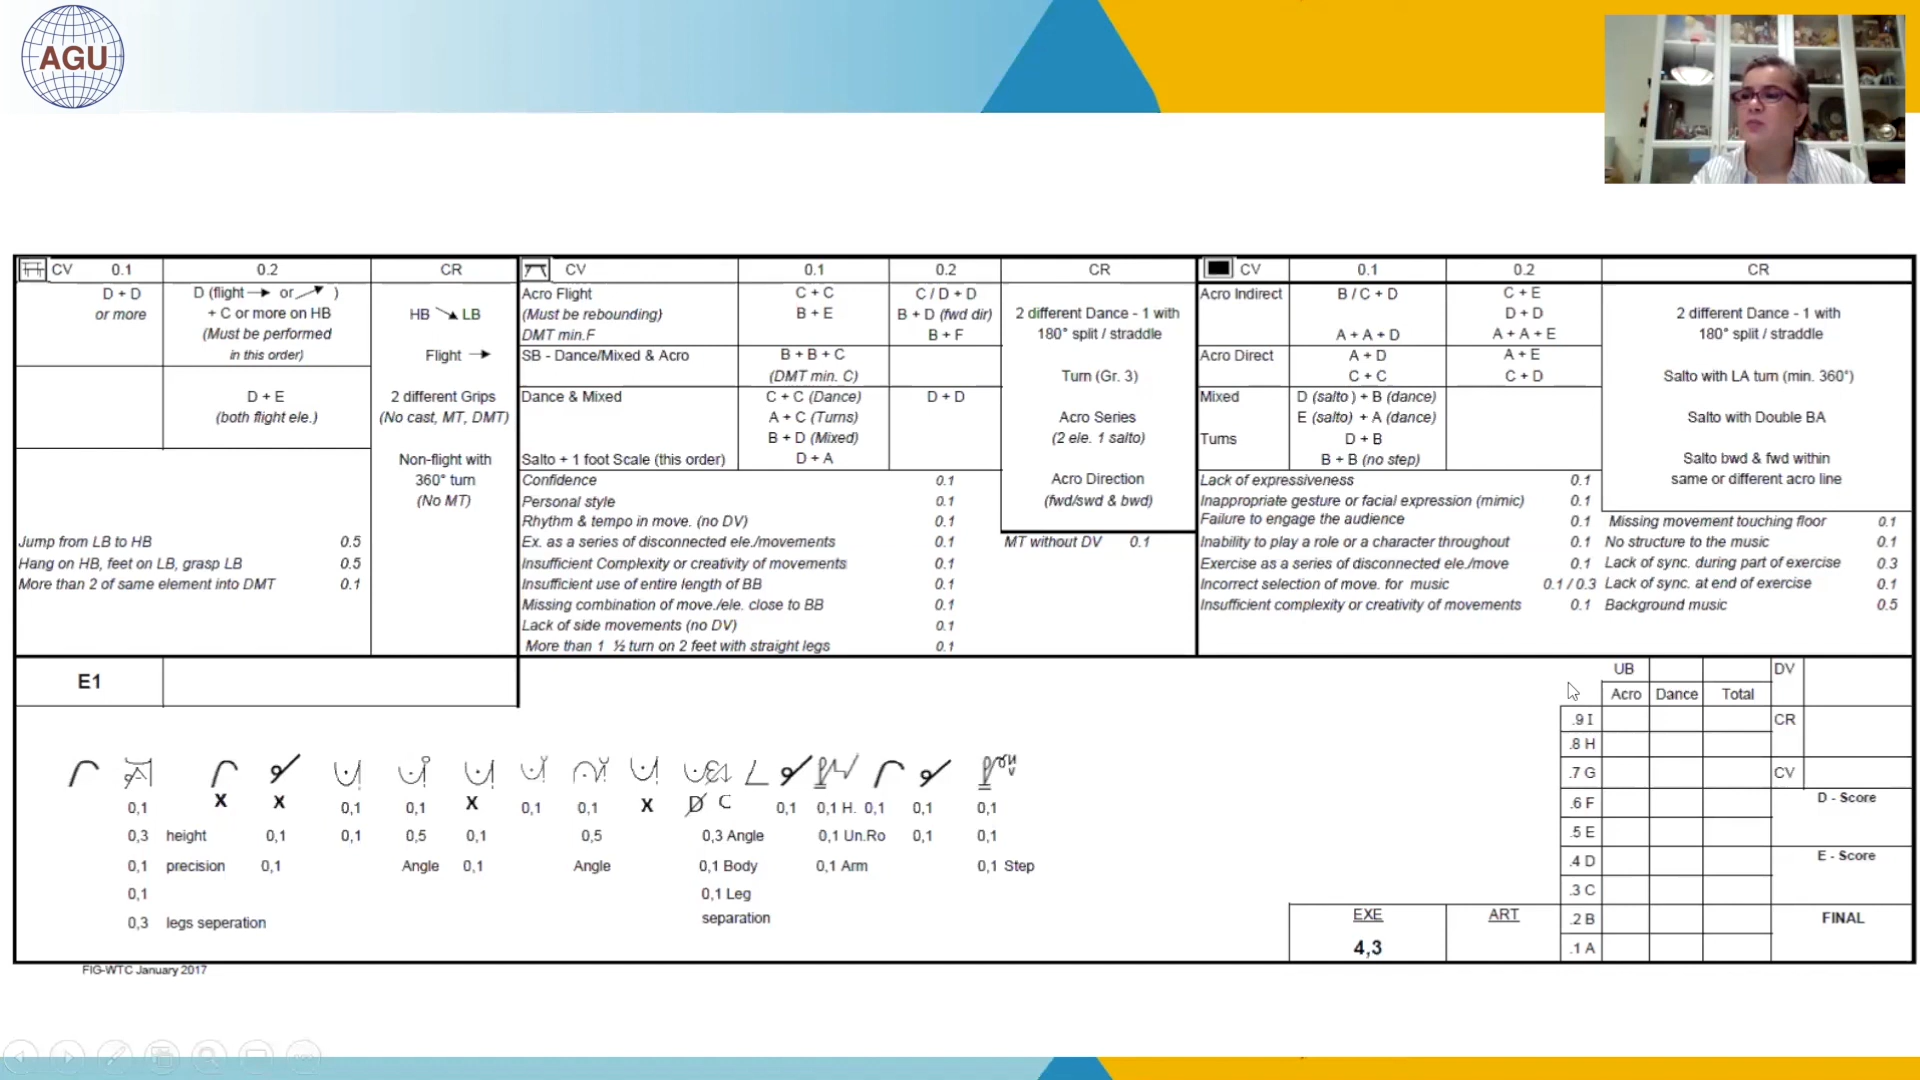 AGU
CV 0.1 0.2 CR CV 0.1 0.2 CR CV 0.1 0.2 CR
D + D D (flight or ) Acro Flight C + C C / D + D Acro Indirect B / C + D C + E
or more + C or more on HB HB LB (Must be rebounding) B + E B + D (fwd dir) 2 different Dance - 1 with D + D 2 different Dance - 1 with
(Must be performed DMT min.F B + F 180° split / straddle A + A + D A + A + E 180° split / straddle
in this order) Flight SB - Dance/Mixed & Acro B + B + C Acro Direct A + D A + E
(DMT min. C) Turn (Gr. 3) C + C C + D Salto with LA turn (min. 360°)
D + E 2 different Grips Dance & Mixed C + C (Dance) D + D Mixed D (salto ) + B (dance)
(both flight ele.) (No cast, MT, DMT) A + C (Turns) Acro Series E (salto) + A (dance) Salto with Double BA
B + D (Mixed) (2 ele. 1 salto) Turns D + B
Non-flight with Salto + 1 foot Scale (this order) D + A B + B (no step) Salto bwd & fwd within
360° turn Confidence 0.1 Acro Direction Lack of expressiveness 0.1 same or different acro line
(No MT) Personal style 0.1 (fwd/swd & bwd) Inappropriate gesture or facial expression (mimic) 0.1
Rhythm & tempo in move. (no DV) 0.1 Failure to engage the audience 0.1 Missing movement touching floor 0.1
Jump from LB to HB 0.5 Ex. as a series of disconnected ele./movements 0.1 MT without DV 0.1 Inability to play a role or a character throughout 0.1 No structure to the music 0.1
Hang on HB, feet on LB, grasp LB 0.5 Insufficient Complexity or creativity of movements 0.1 Exercise as a series of disconnected ele./move 0.1 Lack of sync. during part of exercise 0.3
More than 2 of same element into DMT 0.1 Insufficient use of entire length of BB 0.1 Incorrect selection of move. for music 0.1 / 0.3 Lack of sync. at end of exercise 0.1
Missing combination of move./ele. close to BB 0.1 Insufficient complexity or creativity of movements 0.1 Background music 0.5
Lack of side movements (no DV) 0.1
More than 1 ½ turn on 2 feet with straight legs 0.1
E1 UB DV
Acro Dance Total
.9 I CR
.8 H
.7 G CV
X X X X D C
0,1 0,1 0,1 0,1 0,1 0,1 0,1 H. 0,1 0,1 0,1
.6 F D - Score
0,3 height 0,1 0,1 0,5 0,1 0,5 0,3 Angle 0,1 Un.Ro 0,1 0,1
.5 E
0,1 precision 0,1 Angle 0,1 Angle 0,1 Body 0,1 Arm 0,1 Step
.4 D E - Score
0,1 0,1 Leg
.3 C
0,3 legs seperation separation
EXE ART .2 B FINAL
4,3 .1 A
FIG-WTC January 2017